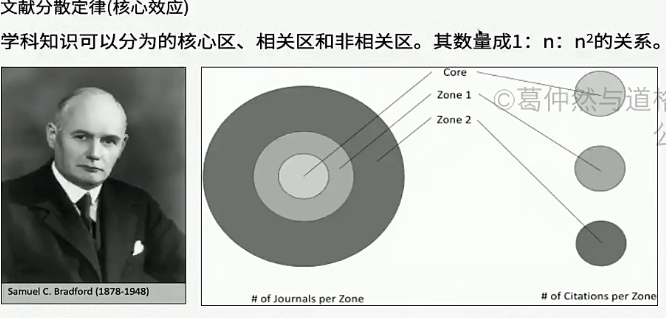 文献分散定律(核心效应)
学科知识可以分为的核心区、相关区和非相关区。其数量成1：n：n²的关系。
Core
Zone 1
Zone 2
©葛仲然与道格
Samuel C. Bradford (1878-1948)
# of Journals per Zone
# of Citations per Zone